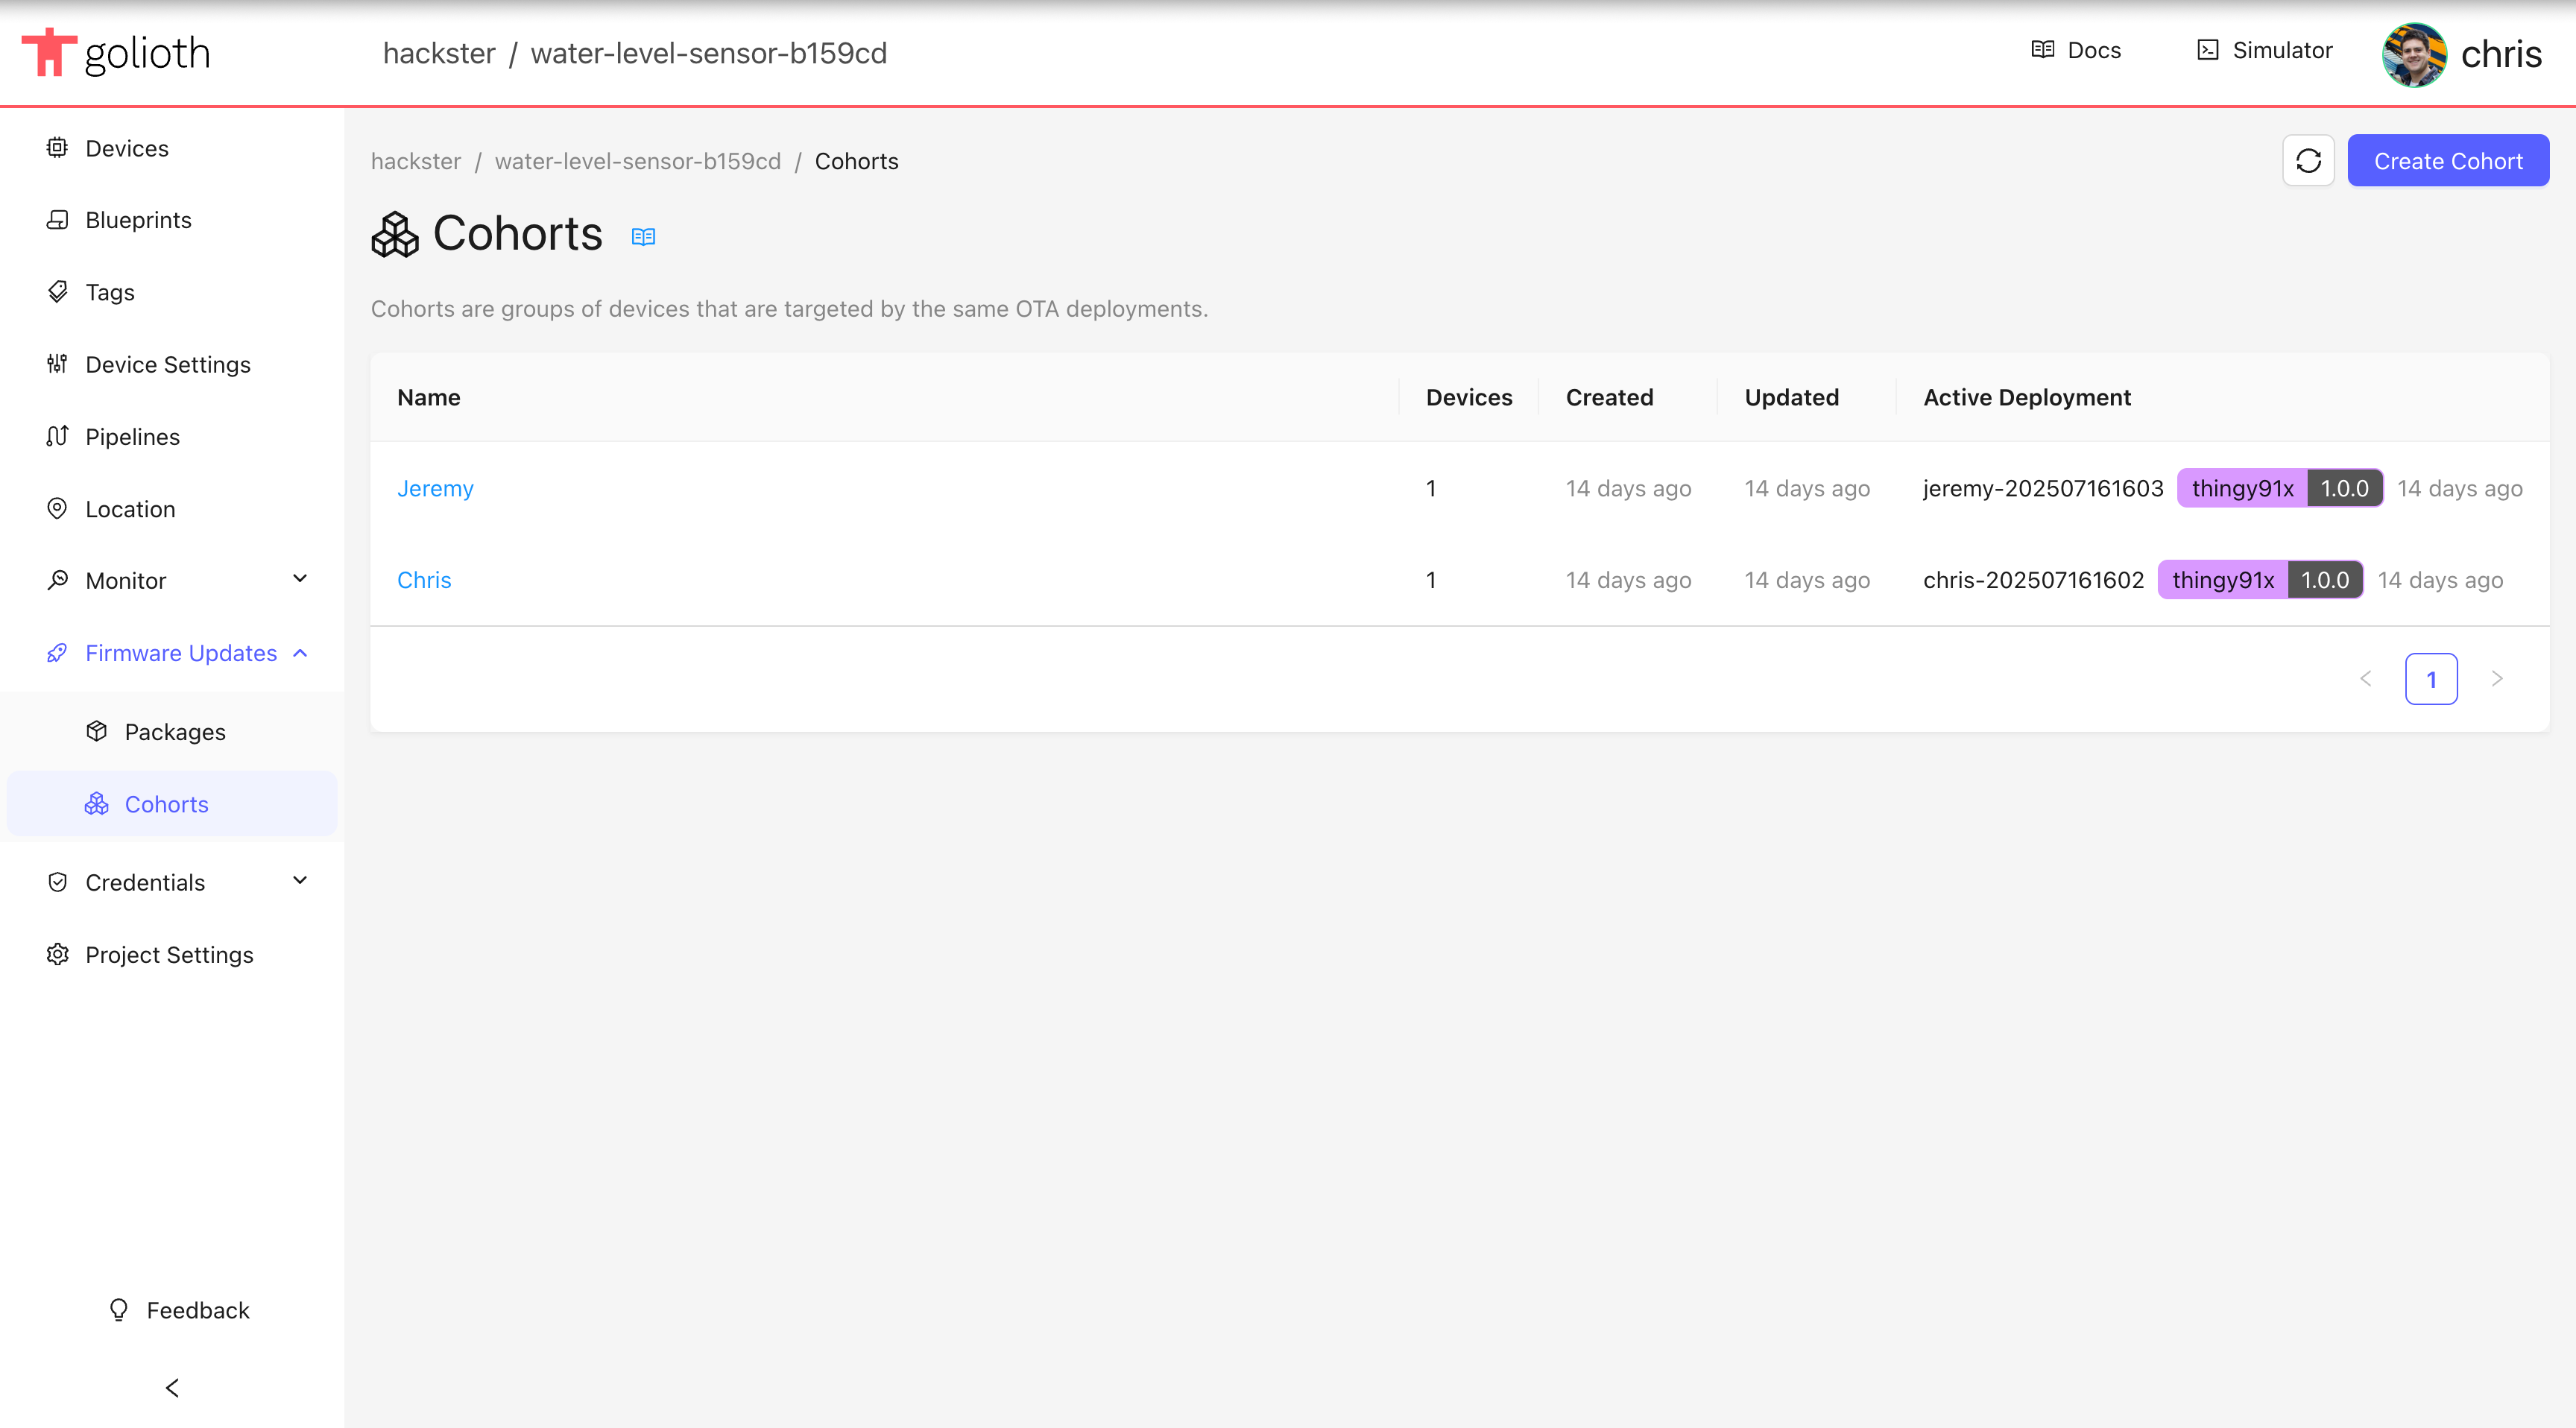 golioth
hackster / water-level-sensor-b159cd
Docs
Simulator
chris
Devices
Blueprints
Tags
Device Settings
Pipelines
Location
Monitor
Firmware Updates
Packages
Cohorts
Credentials
Project Settings
Feedback
hackster / water-level-sensor-b159cd / Cohorts
Create Cohort
Cohorts
Cohorts are groups of devices that are targeted by the same OTA deployments.
Name Devices Created Updated Active Deployment
Jeremy 1 14 days ago 14 days ago jeremy-202507161603 thingy91x 1.0.0 14 days ago
Chris 1 14 days ago 14 days ago chris-202507161602 thingy91x 1.0.0 14 days ago
1